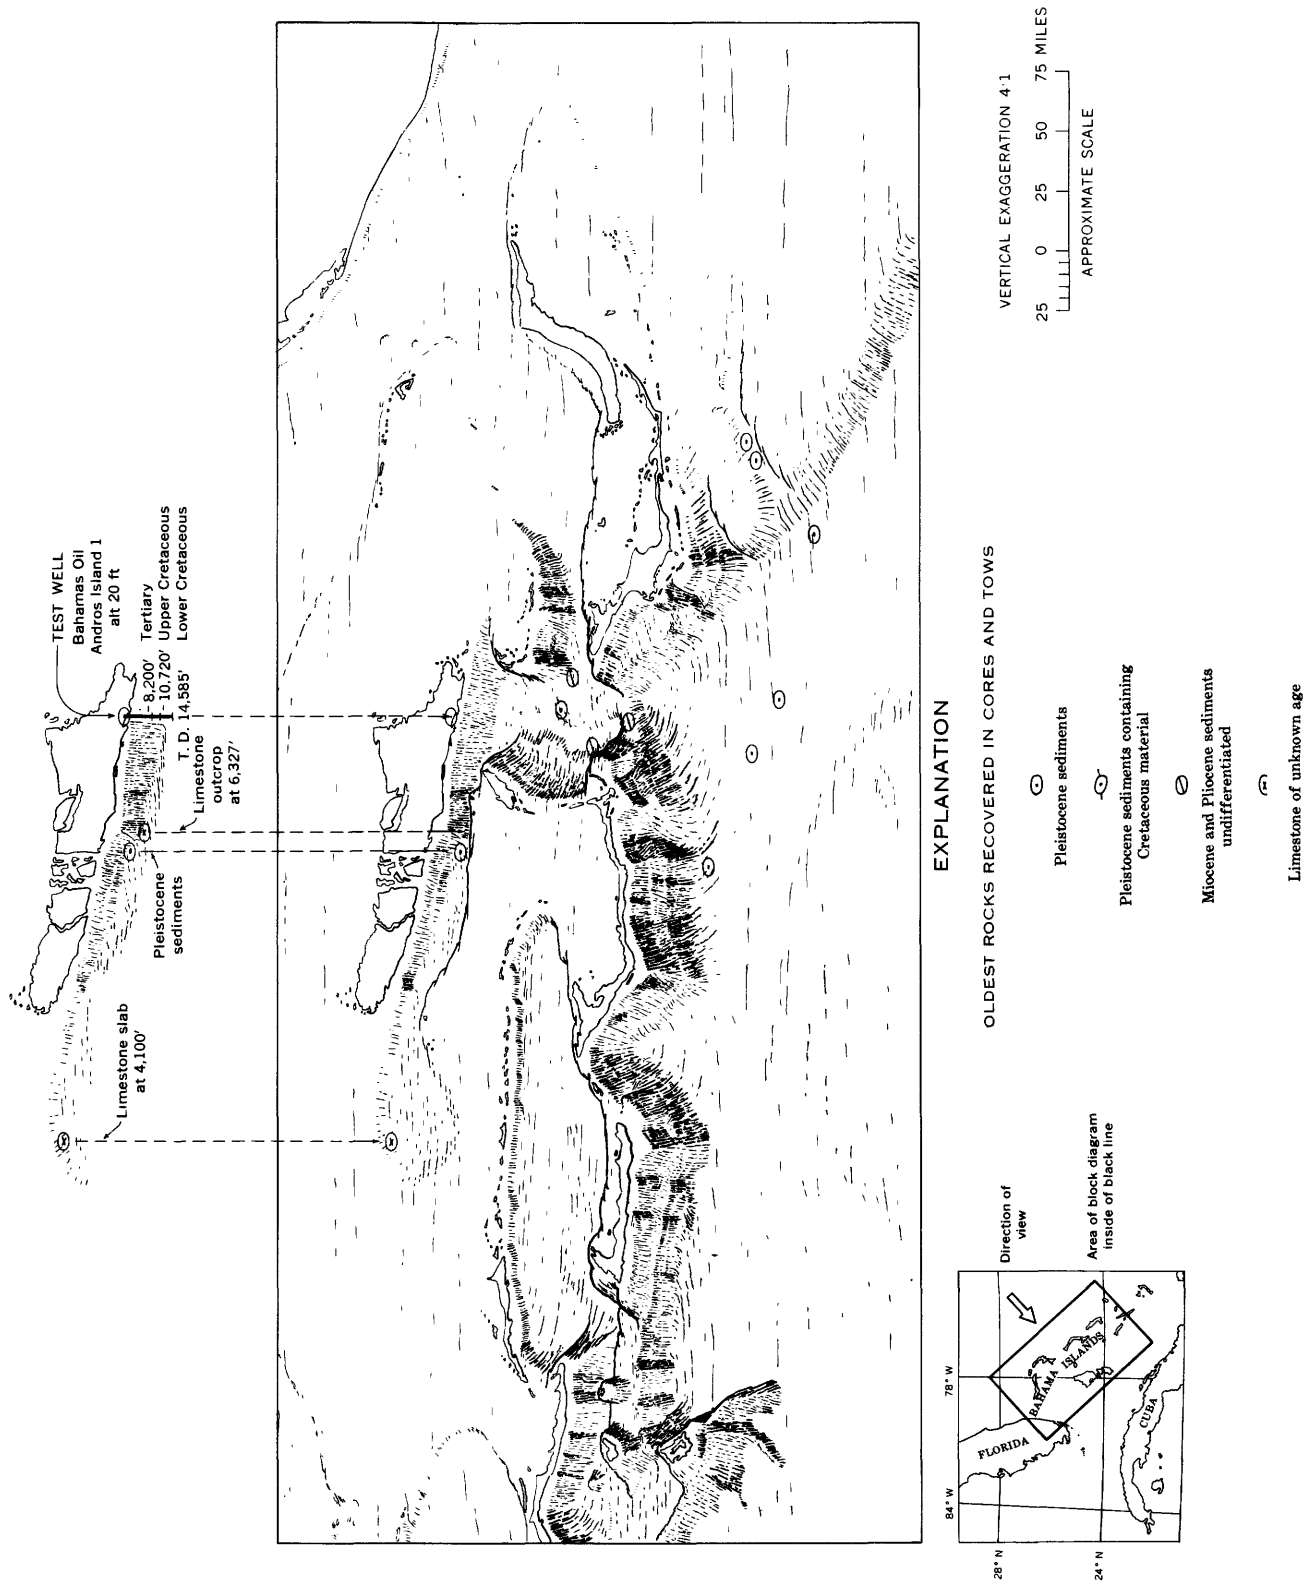 TEST WELL
Bahamas Oil
Andros Island 1
alt 20 ft
8,200' Tertiary
10,720' Upper Cretaceous
T. D. 14,585' Lower Cretaceous
Limestone
outcrop
at 6,327'
Pleistocents
sediments
Limestone slab
at 4,100'
EXPLANATION
OLDEST ROCKS RECOVERED IN CORES AND TOWS
Pleistocene sediments
Pleistocene sediments containing
Cretaceous material
Miocene and Pliocene sediments
undifferentiated
Limestone of unknown age
VERTICAL EXAGGERATION 4:1
25 0 25 50 75 MILES
APPROXIMATE SCALE
Direction of
view
Area of block diagram
inside of black line
84° W
78° W
28° N
24° N
FLORIDA
BAHAMA
ISLANDS
CUBA